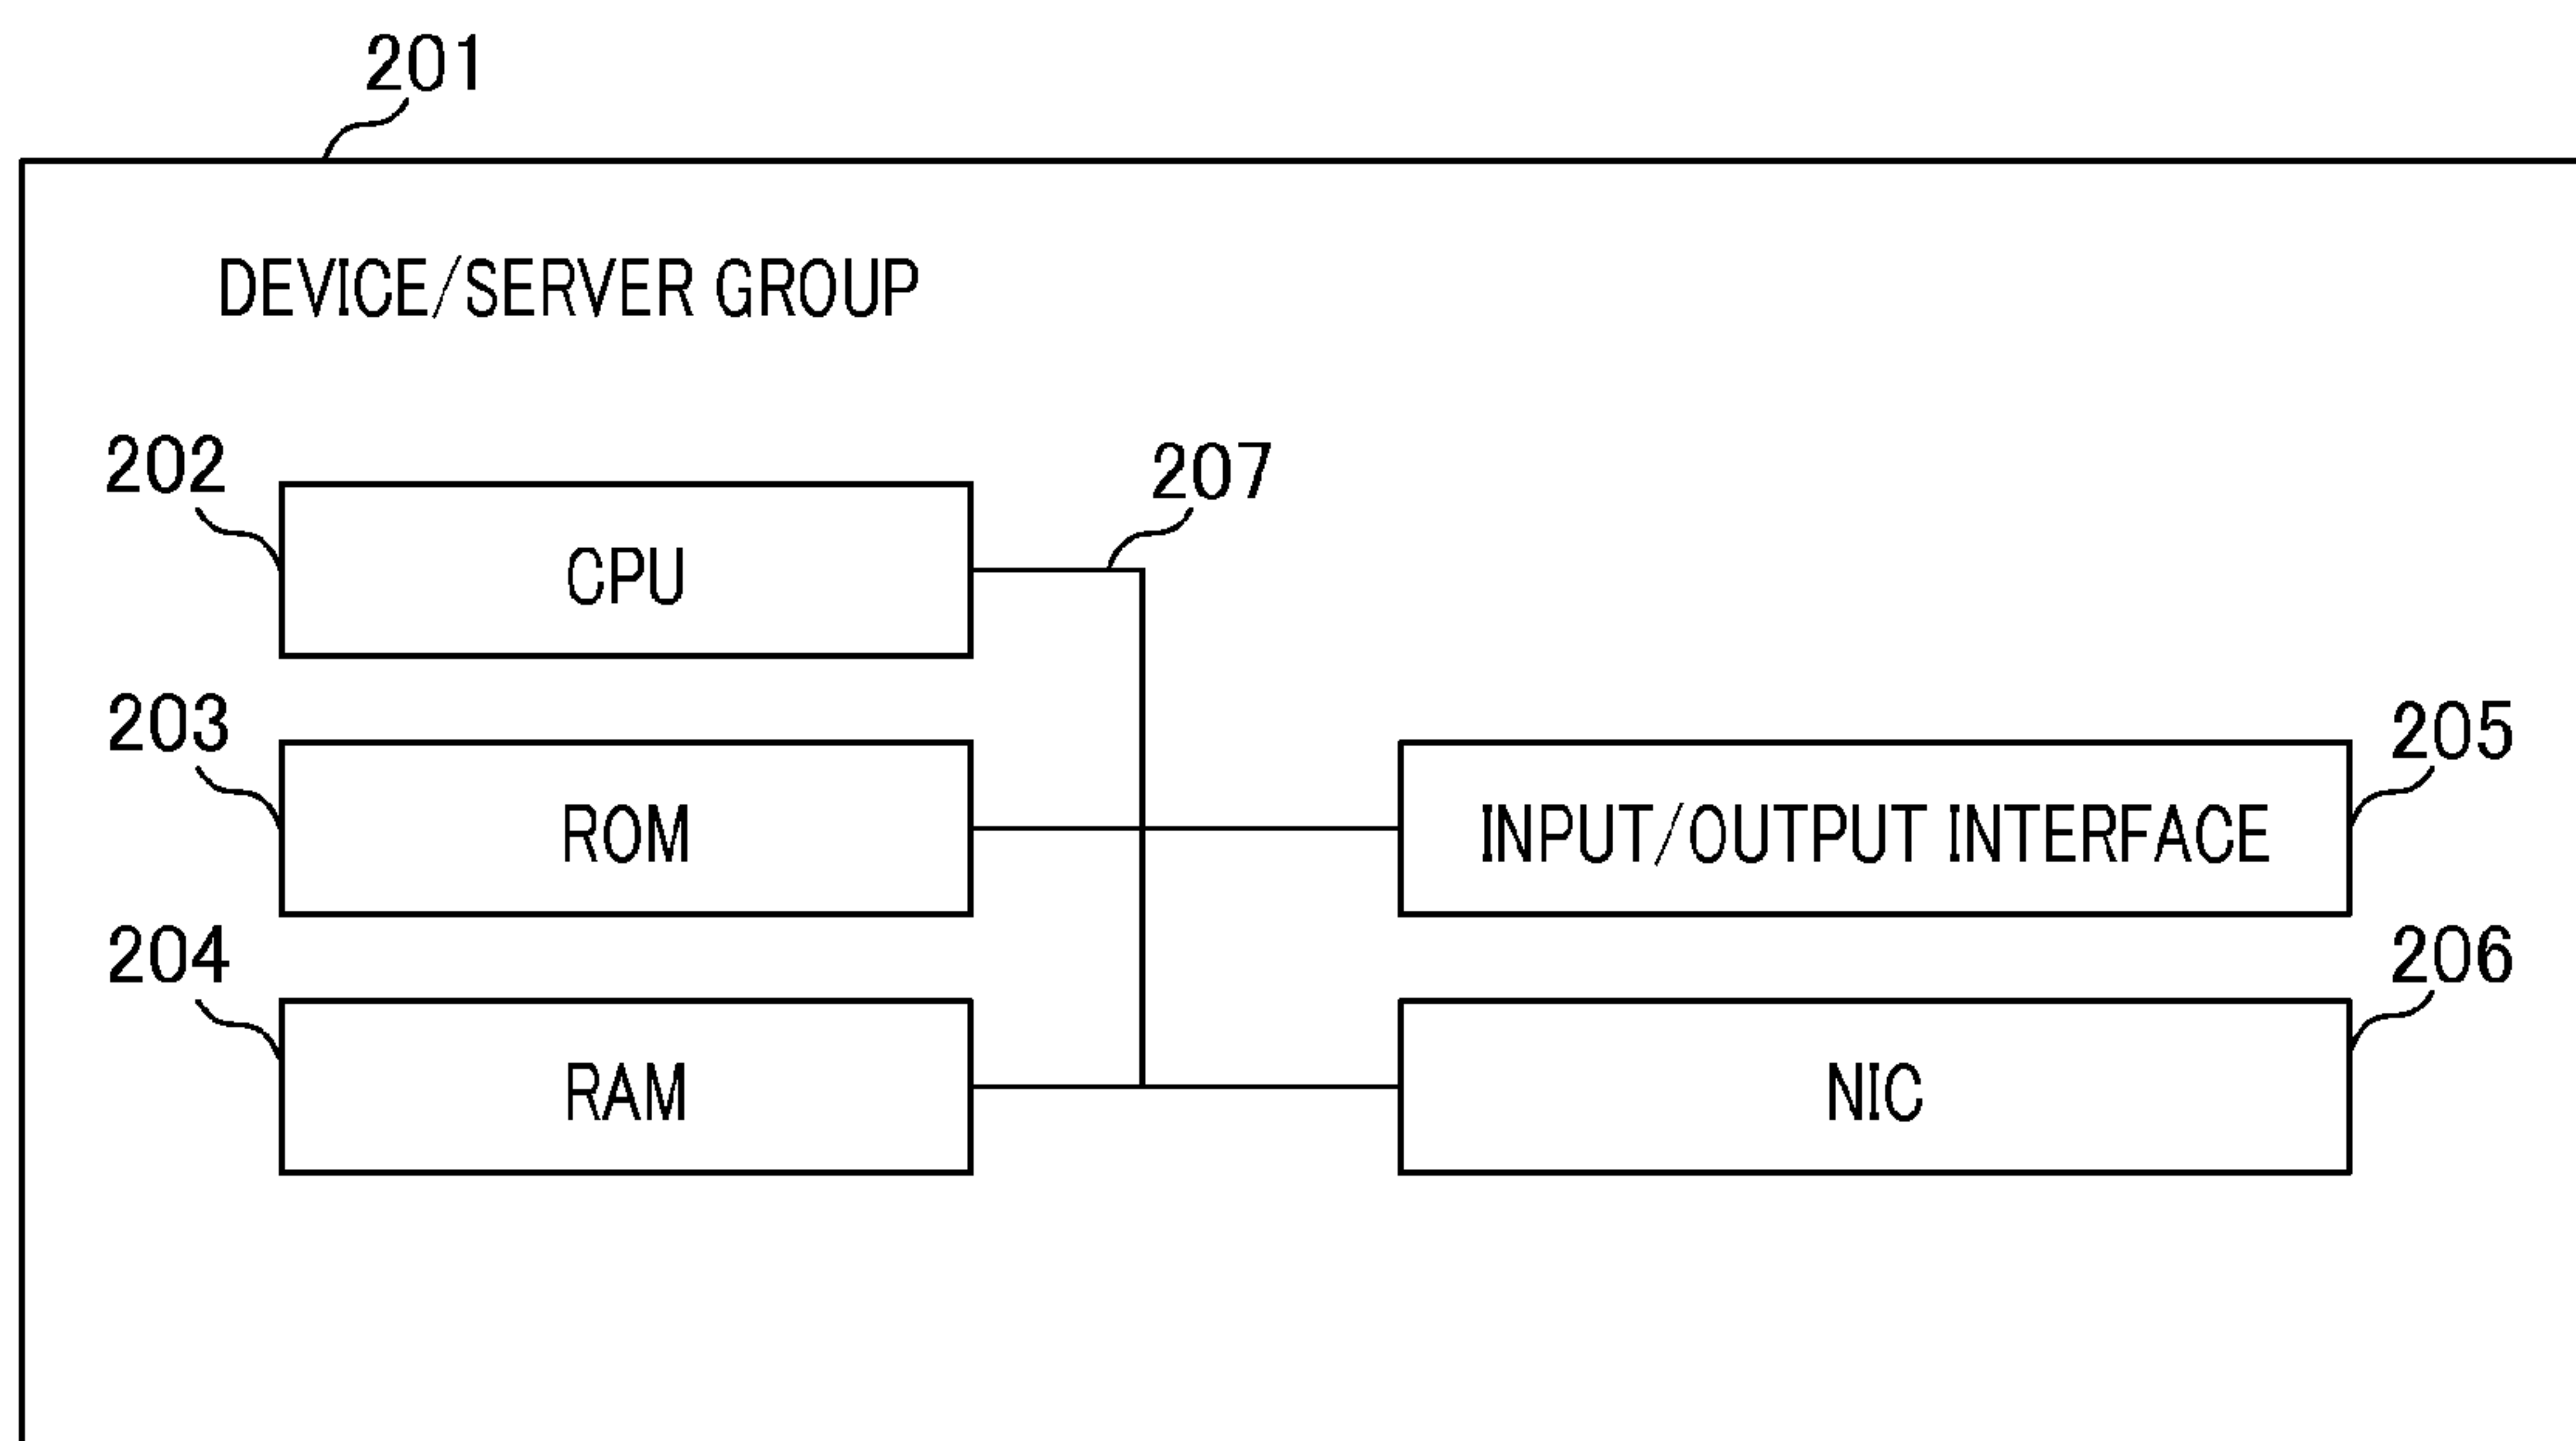 201
DEVICE/SERVER GROUP
202
207
CPU
203
205
ROM
INPUT/OUTPUT INTERFACE
204
206
RAM
NIC